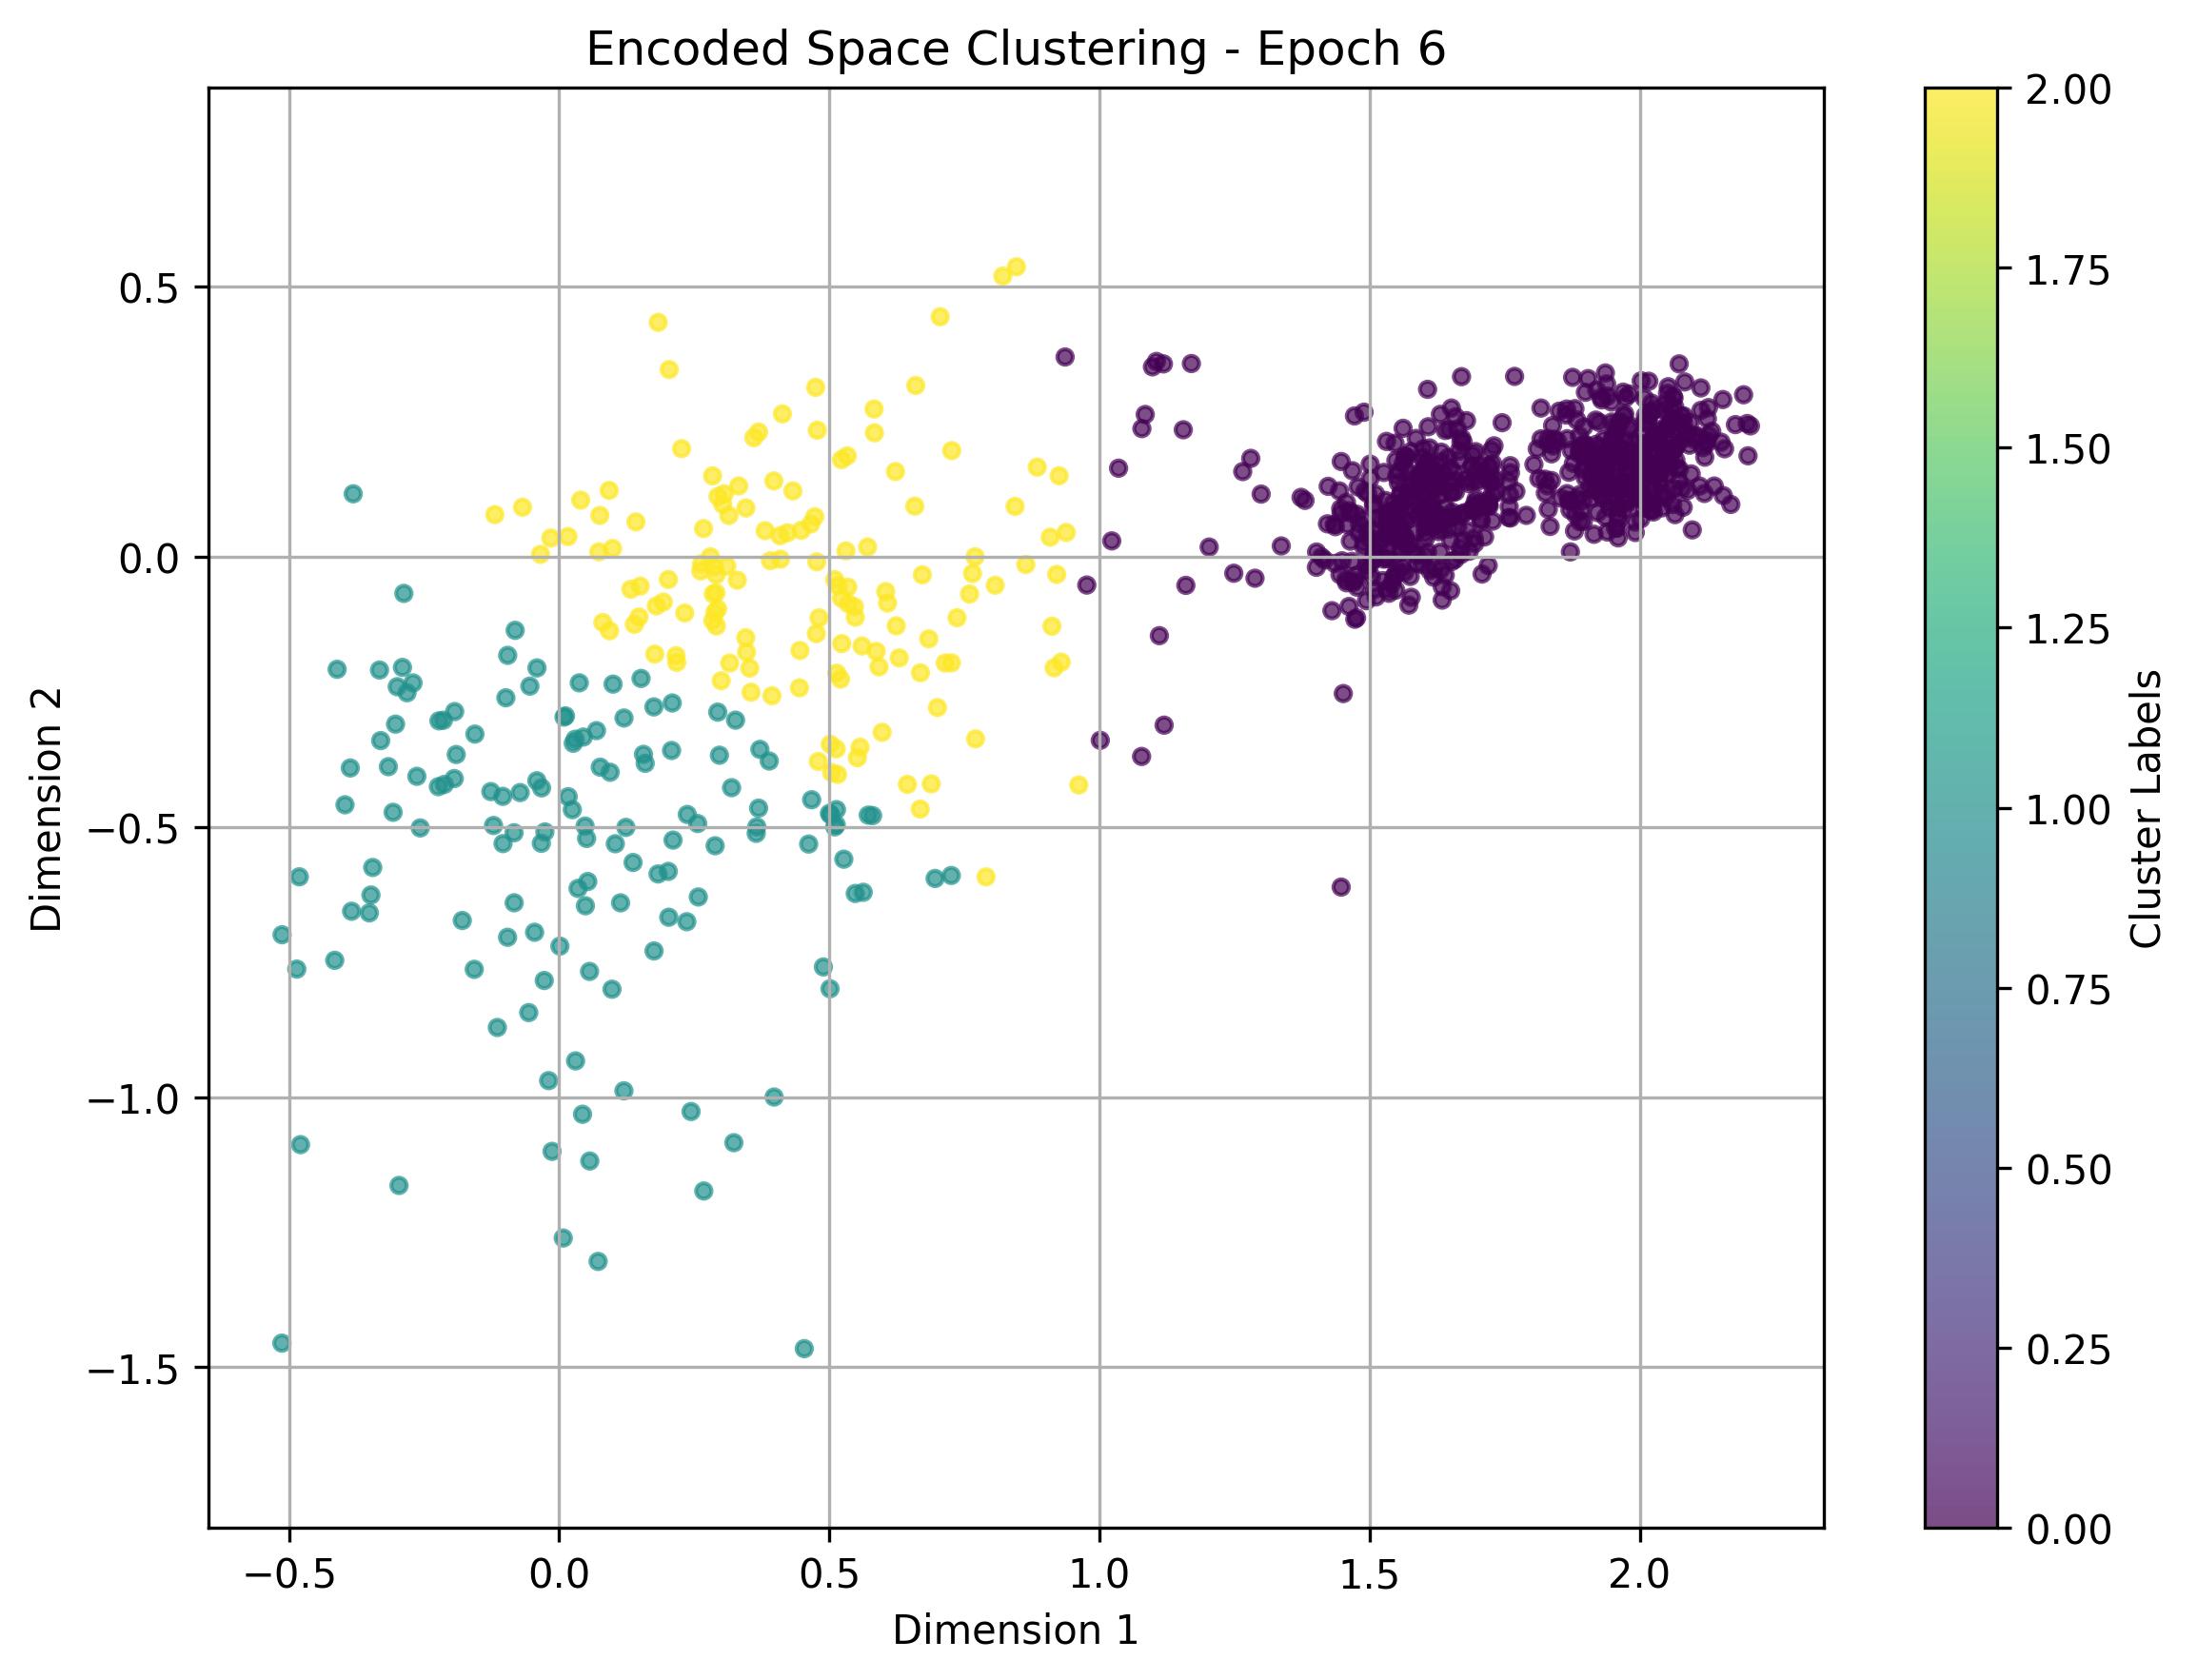 Encoded Space Clustering - Epoch 6
0.5
0.0
−0.5
−1.0
−1.5
Dimension 2
−0.5 0.0 0.5 1.0 1.5 2.0
Dimension 1
2.00
1.75
1.50
1.25
1.00
0.75
0.50
0.25
0.00
Cluster Labels